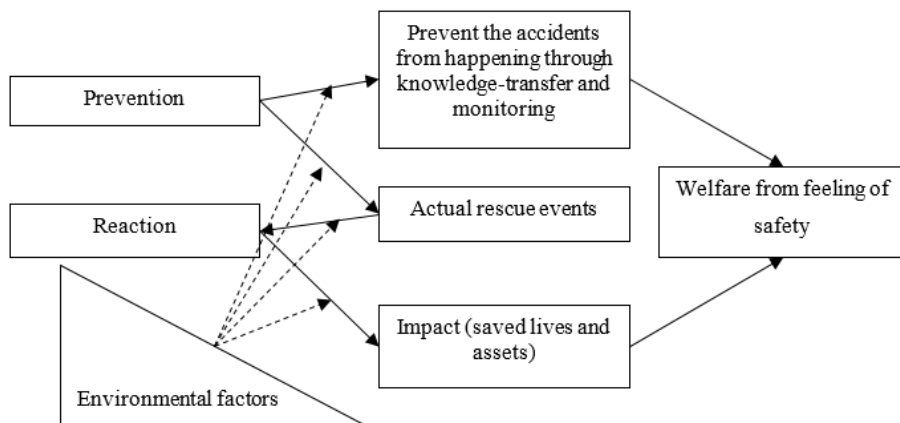 Prevention
Reaction
Environmental factors
Prevent the accidents
from happening through
knowledge-transfer and
monitoring
Actual rescue events
Impact (saved lives and
assets)
Welfare from feeling of
safety